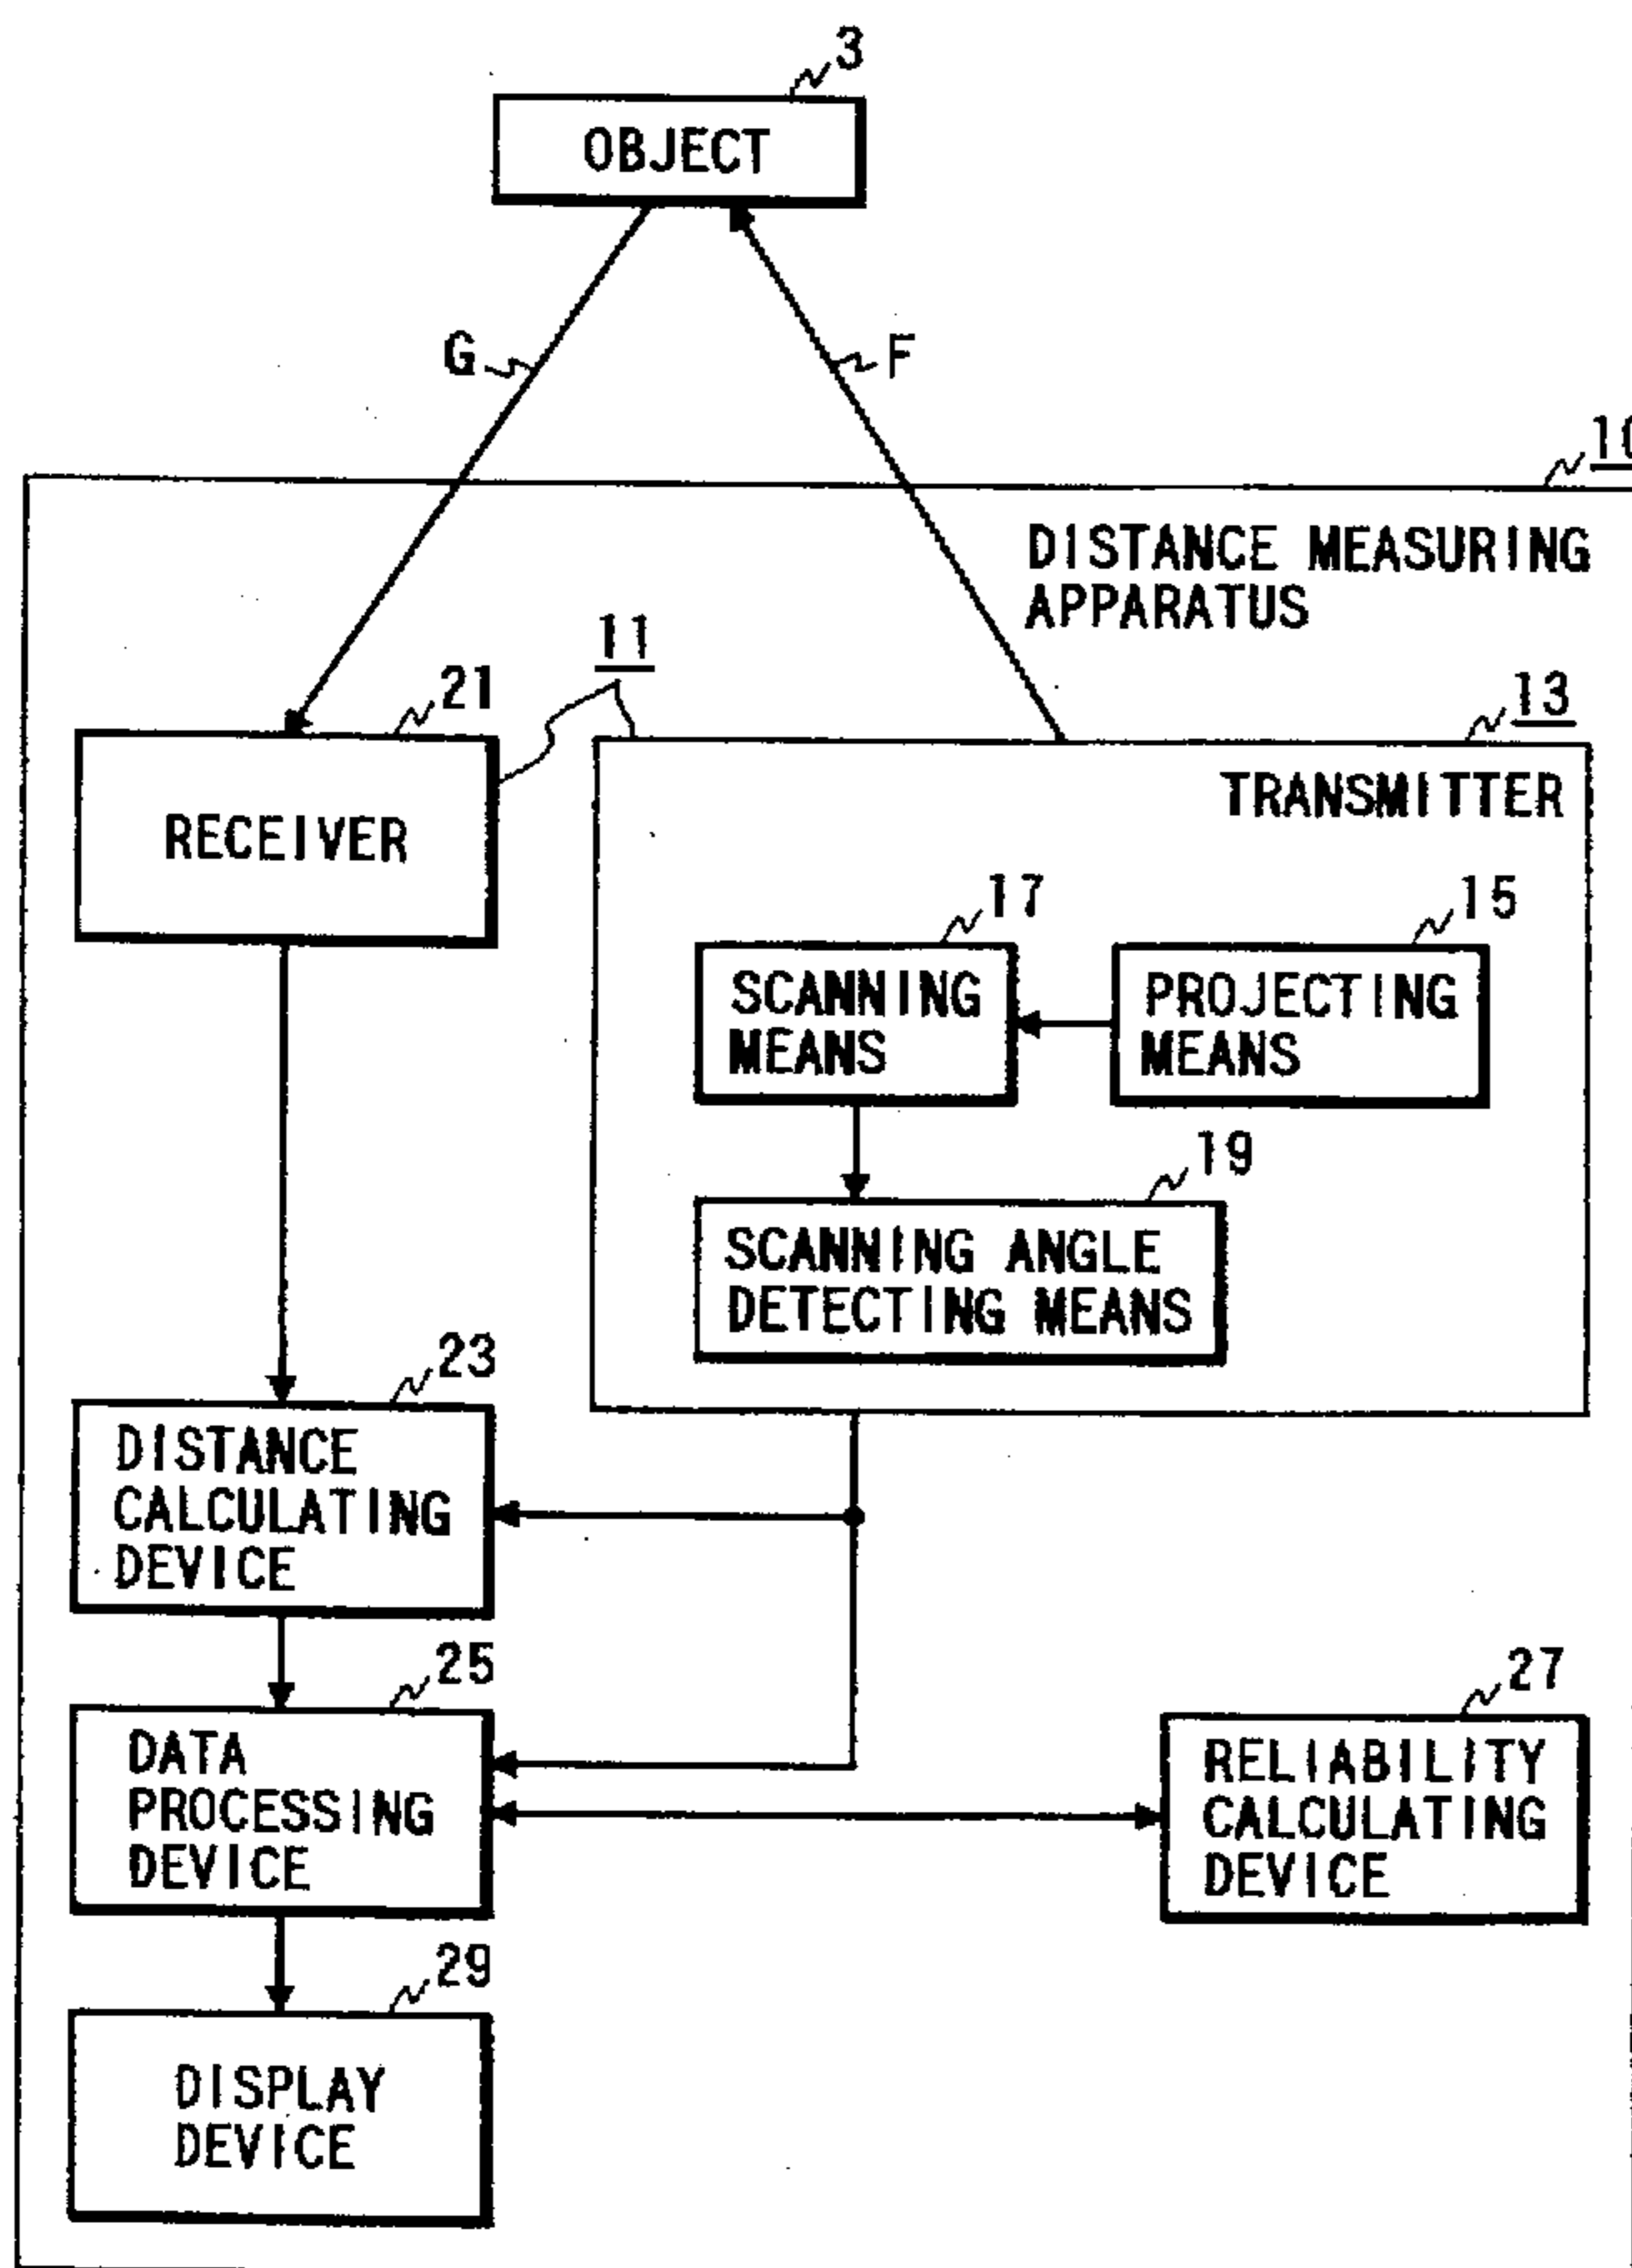 3
OBJECT
G
F
10
DISTANCE MEASURING
APPARATUS
11
21
RECEIVER
13
TRANSMITTER
17
SCANNING
MEANS
15
PROJECTING
MEANS
19
SCANNING ANGLE
DETECTING MEANS
23
DISTANCE
CALCULATING
DEVICE
25
DATA
PROCESSING
DEVICE
27
RELIABILITY
CALCULATING
DEVICE
29
DISPLAY
DEVICE